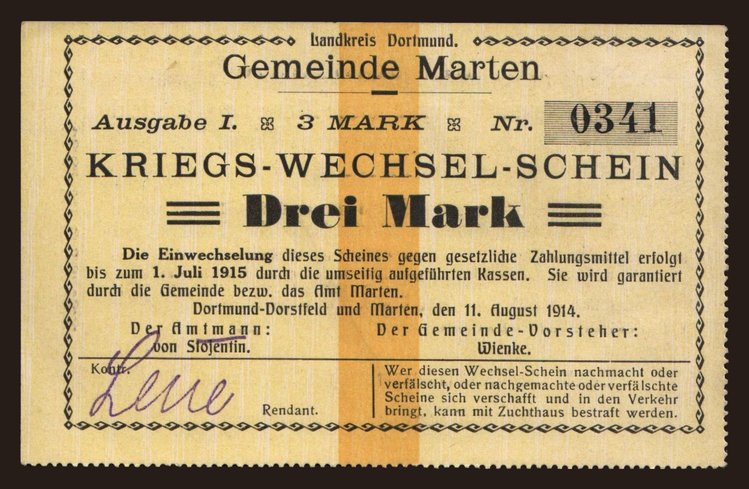 Landkreis Dortmund.
Gemeinde Marten
Ausgabe I. 3 MARK Nr. 0341
KRIEGS-WECHSEL-SCHEIN
Drei Mark
Die Einwechselung dieses Scheines gegen gesetzliche Zahlungsmittel erfolgt
bis zum 1. Juli 1915 durch die umseitig aufgeführten Kassen. Sie wird garantiert
durch die Gemeinde bezw. das Amt Marten.
Dortmund-Dorstfeld und Marten, den 11. August 1914.
Der Amtmann: Der Gemeinde-Vorsteher:
von Stojentin. Wienke.
Kontr.
Rendant.
Wer diesen Wechsel-Schein nachmacht oder
verfälscht, oder nachgemachte oder verfälschte
Scheine sich verschafft und in den Verkehr
bringt, kann mit Zuchthaus bestraft werden.